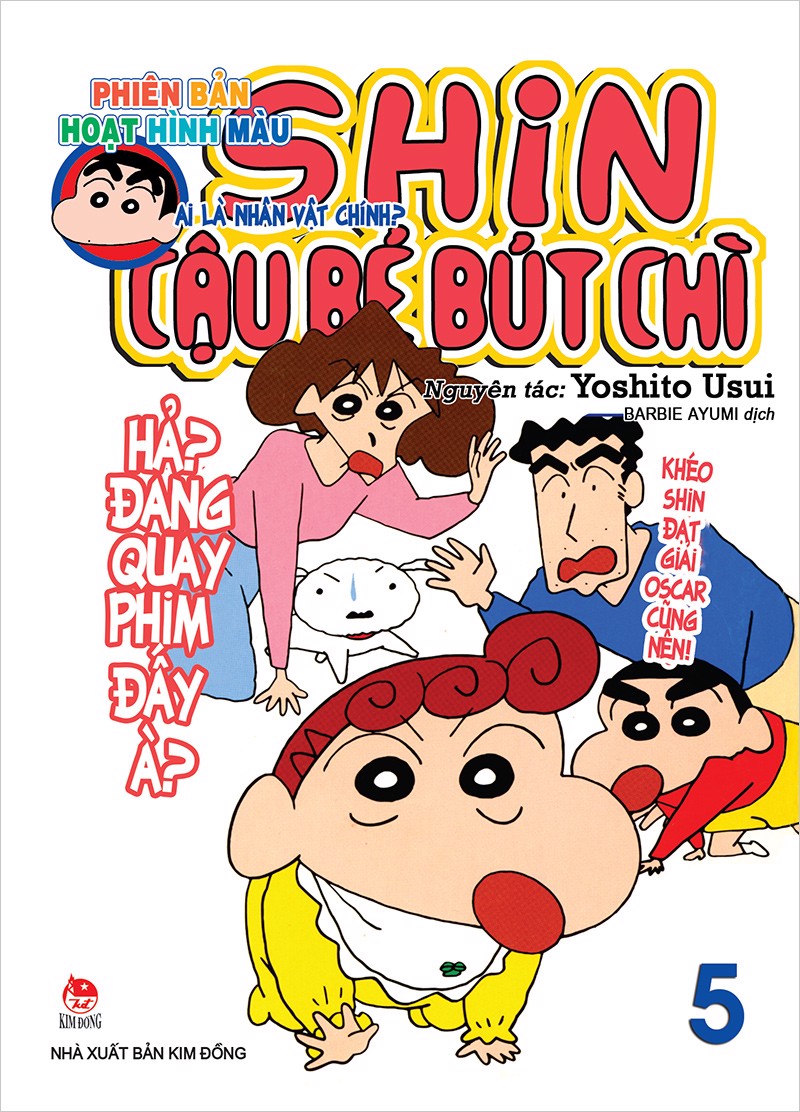 PHIÊN BẢN
HOẠT HÌNH MÀU
SHiN
AI LÀ NHÂN VẬT CHÍNH?
CẬU BÉ BÚT CHÌ
Nguyên tác: Yoshito Usui
BARBIE AYUMI dịch
HẢ?
ĐANG
QUAY
PHIM
ĐẤY
À?
KHÉO
SHIN
ĐẠT
GIẢI
OSCAR
CŨNG
NÊN!
5
KIM ĐỒNG
NHÀ XUẤT BẢN KIM ĐỒNG